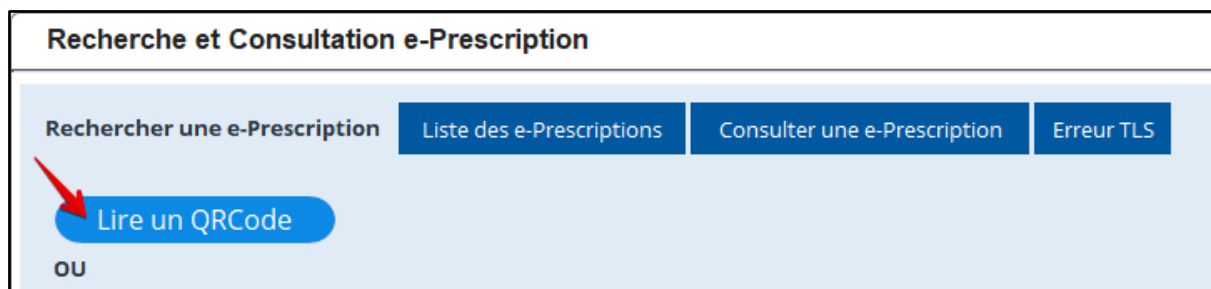 Recherche et Consultation e-Prescription
Rechercher une e-Prescription Liste des e-Prescriptions Consulter une e-Prescription Erreur TLS
Lire un QRCode
OU